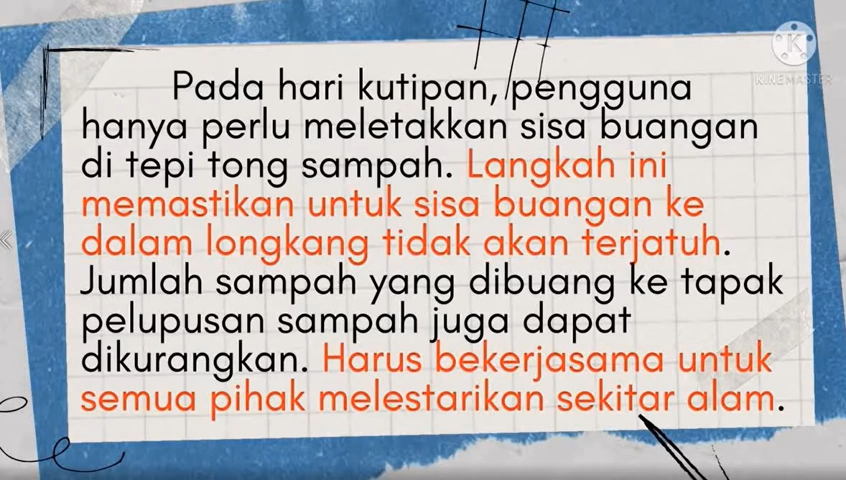 KINEMASTER
Pada hari kutipan, pengguna
hanya perlu meletakkan sisa buangan
di tepi tong sampah. Langkah ini
memastikan untuk sisa buangan ke
dalam longkang tidak akan terjatuh.
Jumlah sampah yang dibuang ke tapak
pelupusan sampah juga dapat
dikurangkan. Harus bekerjasama untuk
semua pihak melestarikan sekitar alam.